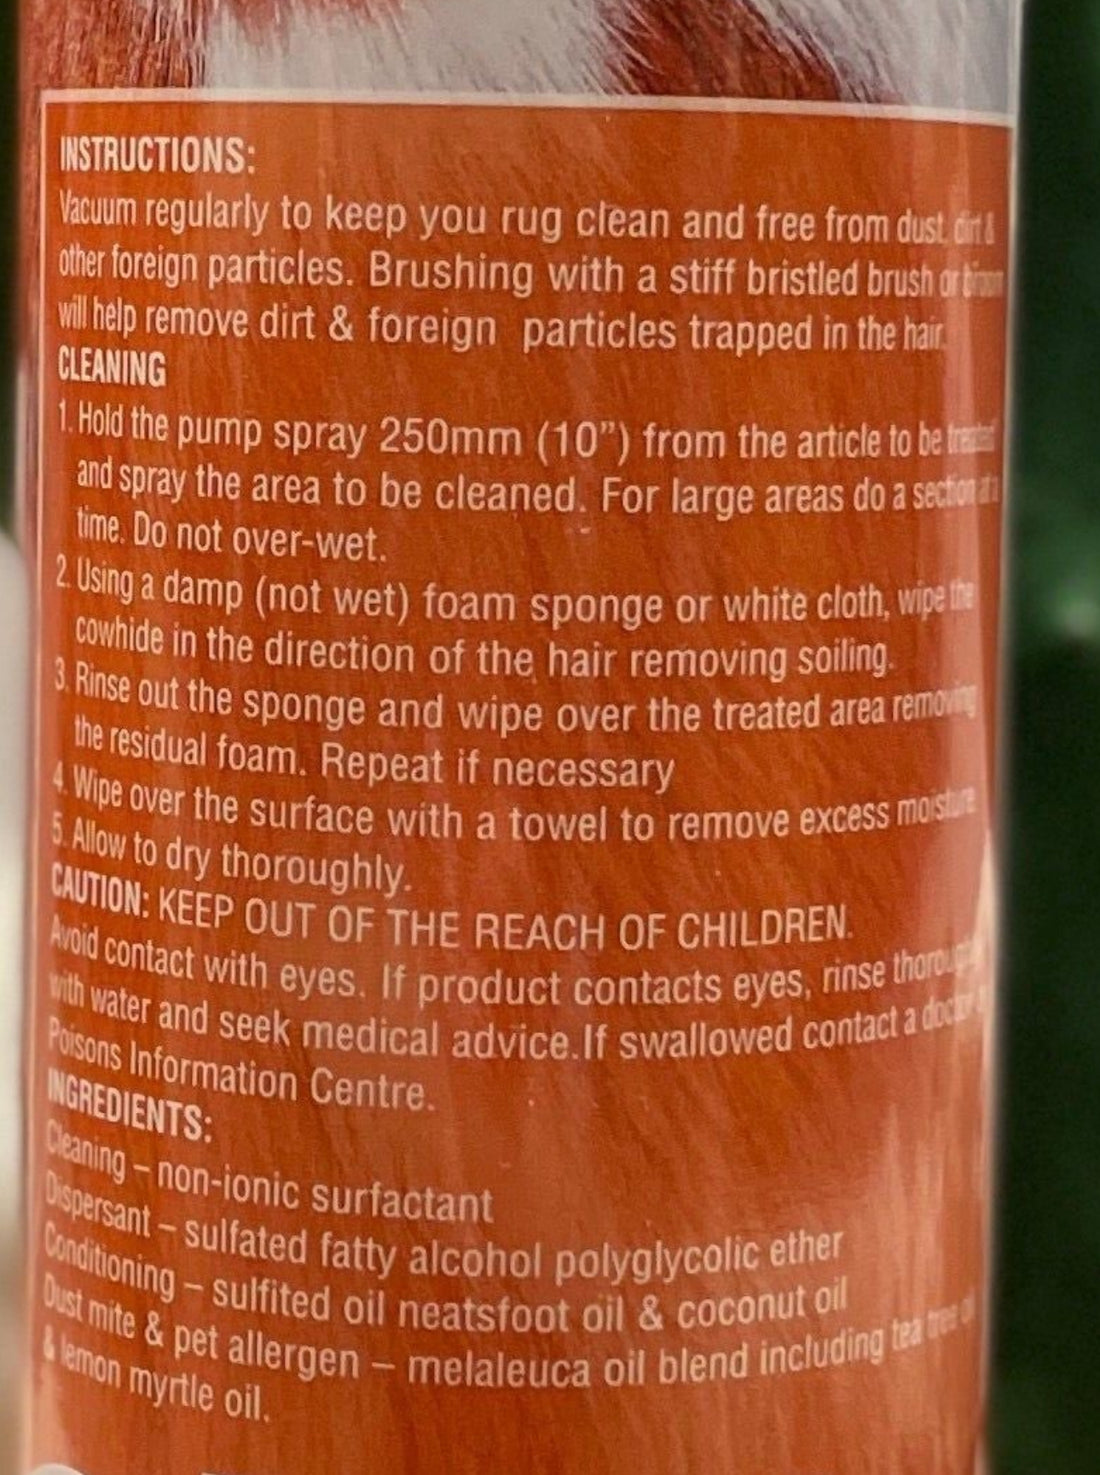 INSTRUCTIONS:
Vacuum regularly to keep you rug clean and free from dust, dirt &
other foreign particles. Brushing with a stiff bristled brush or broom
will help remove dirt & foreign particles trapped in the hair.
CLEANING
1. Hold the pump spray 250mm (10”) from the article to be treated
and spray the area to be cleaned. For large areas do a section at a
time. Do not over-wet.
2. Using a damp (not wet) foam sponge or white cloth, wipe the
cowhide in the direction of the hair removing soiling.
3. Rinse out the sponge and wipe over the treated area removing
the residual foam. Repeat if necessary
4. Wipe over the surface with a towel to remove excess moisture
5. Allow to dry thoroughly.
CAUTION: KEEP OUT OF THE REACH OF CHILDREN.
Avoid contact with eyes. If product contacts eyes, rinse
with water and seek medical advice.If swallowed contact a doctor
Poisons Information Centre.
INGREDIENTS:
Cleaning – non-ionic surfactant
Dispersant – sulfated fatty alcohol polyglycolic ether
Conditioning – sulfited oil neatsfoot oil & coconut oil
Dust mite & pet allergen – melaleuca oil blend including tea tree oil
& lemon myrtle oil.